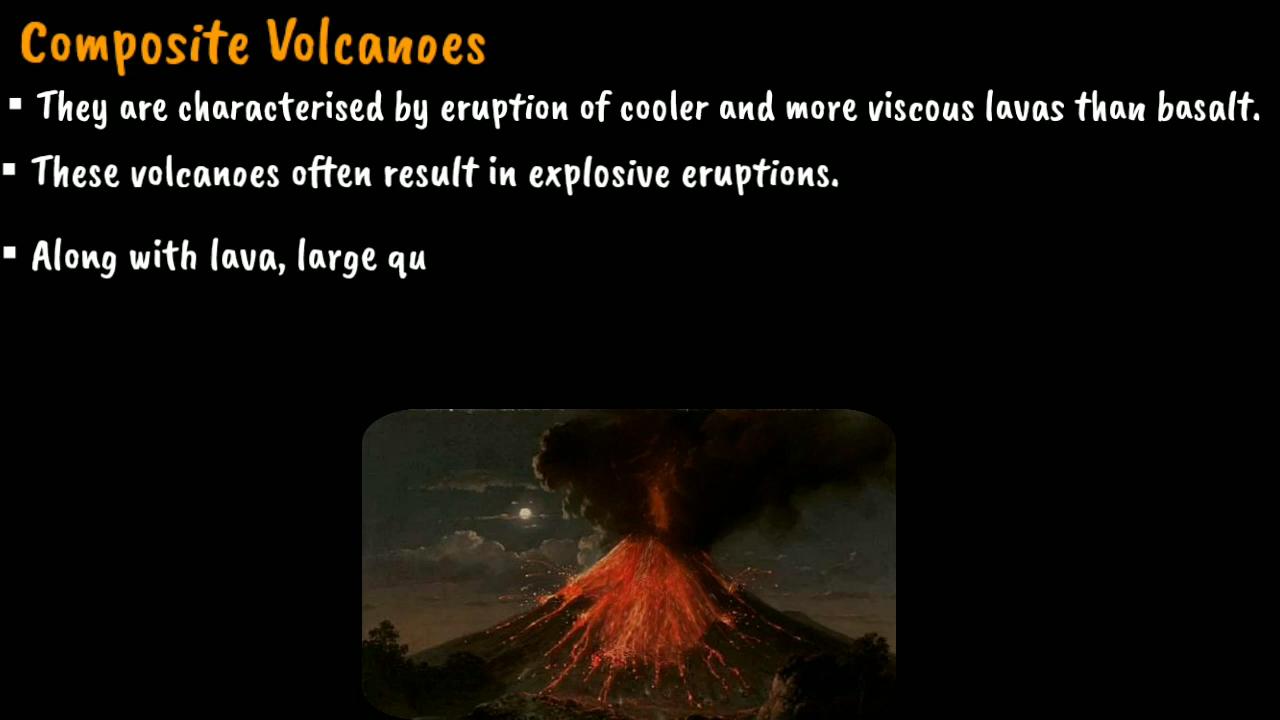 Composite Volcanoes
▪ They are characterised by eruption of cooler and more viscous lavas than basalt.
▪ These volcanoes often result in explosive eruptions.
▪ Along with lava, large qu